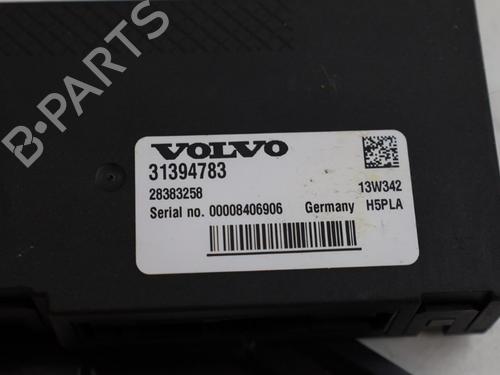 B-PARTS
VOLVO
31394783
28383258 13W342
Serial no. 00008406906 Germany H5PLA